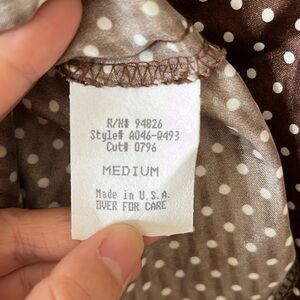 R/N# 94826
Style# A046-0493
Cut# 0796
MEDIUM
Made in U.S.A.
OVER FOR CARE